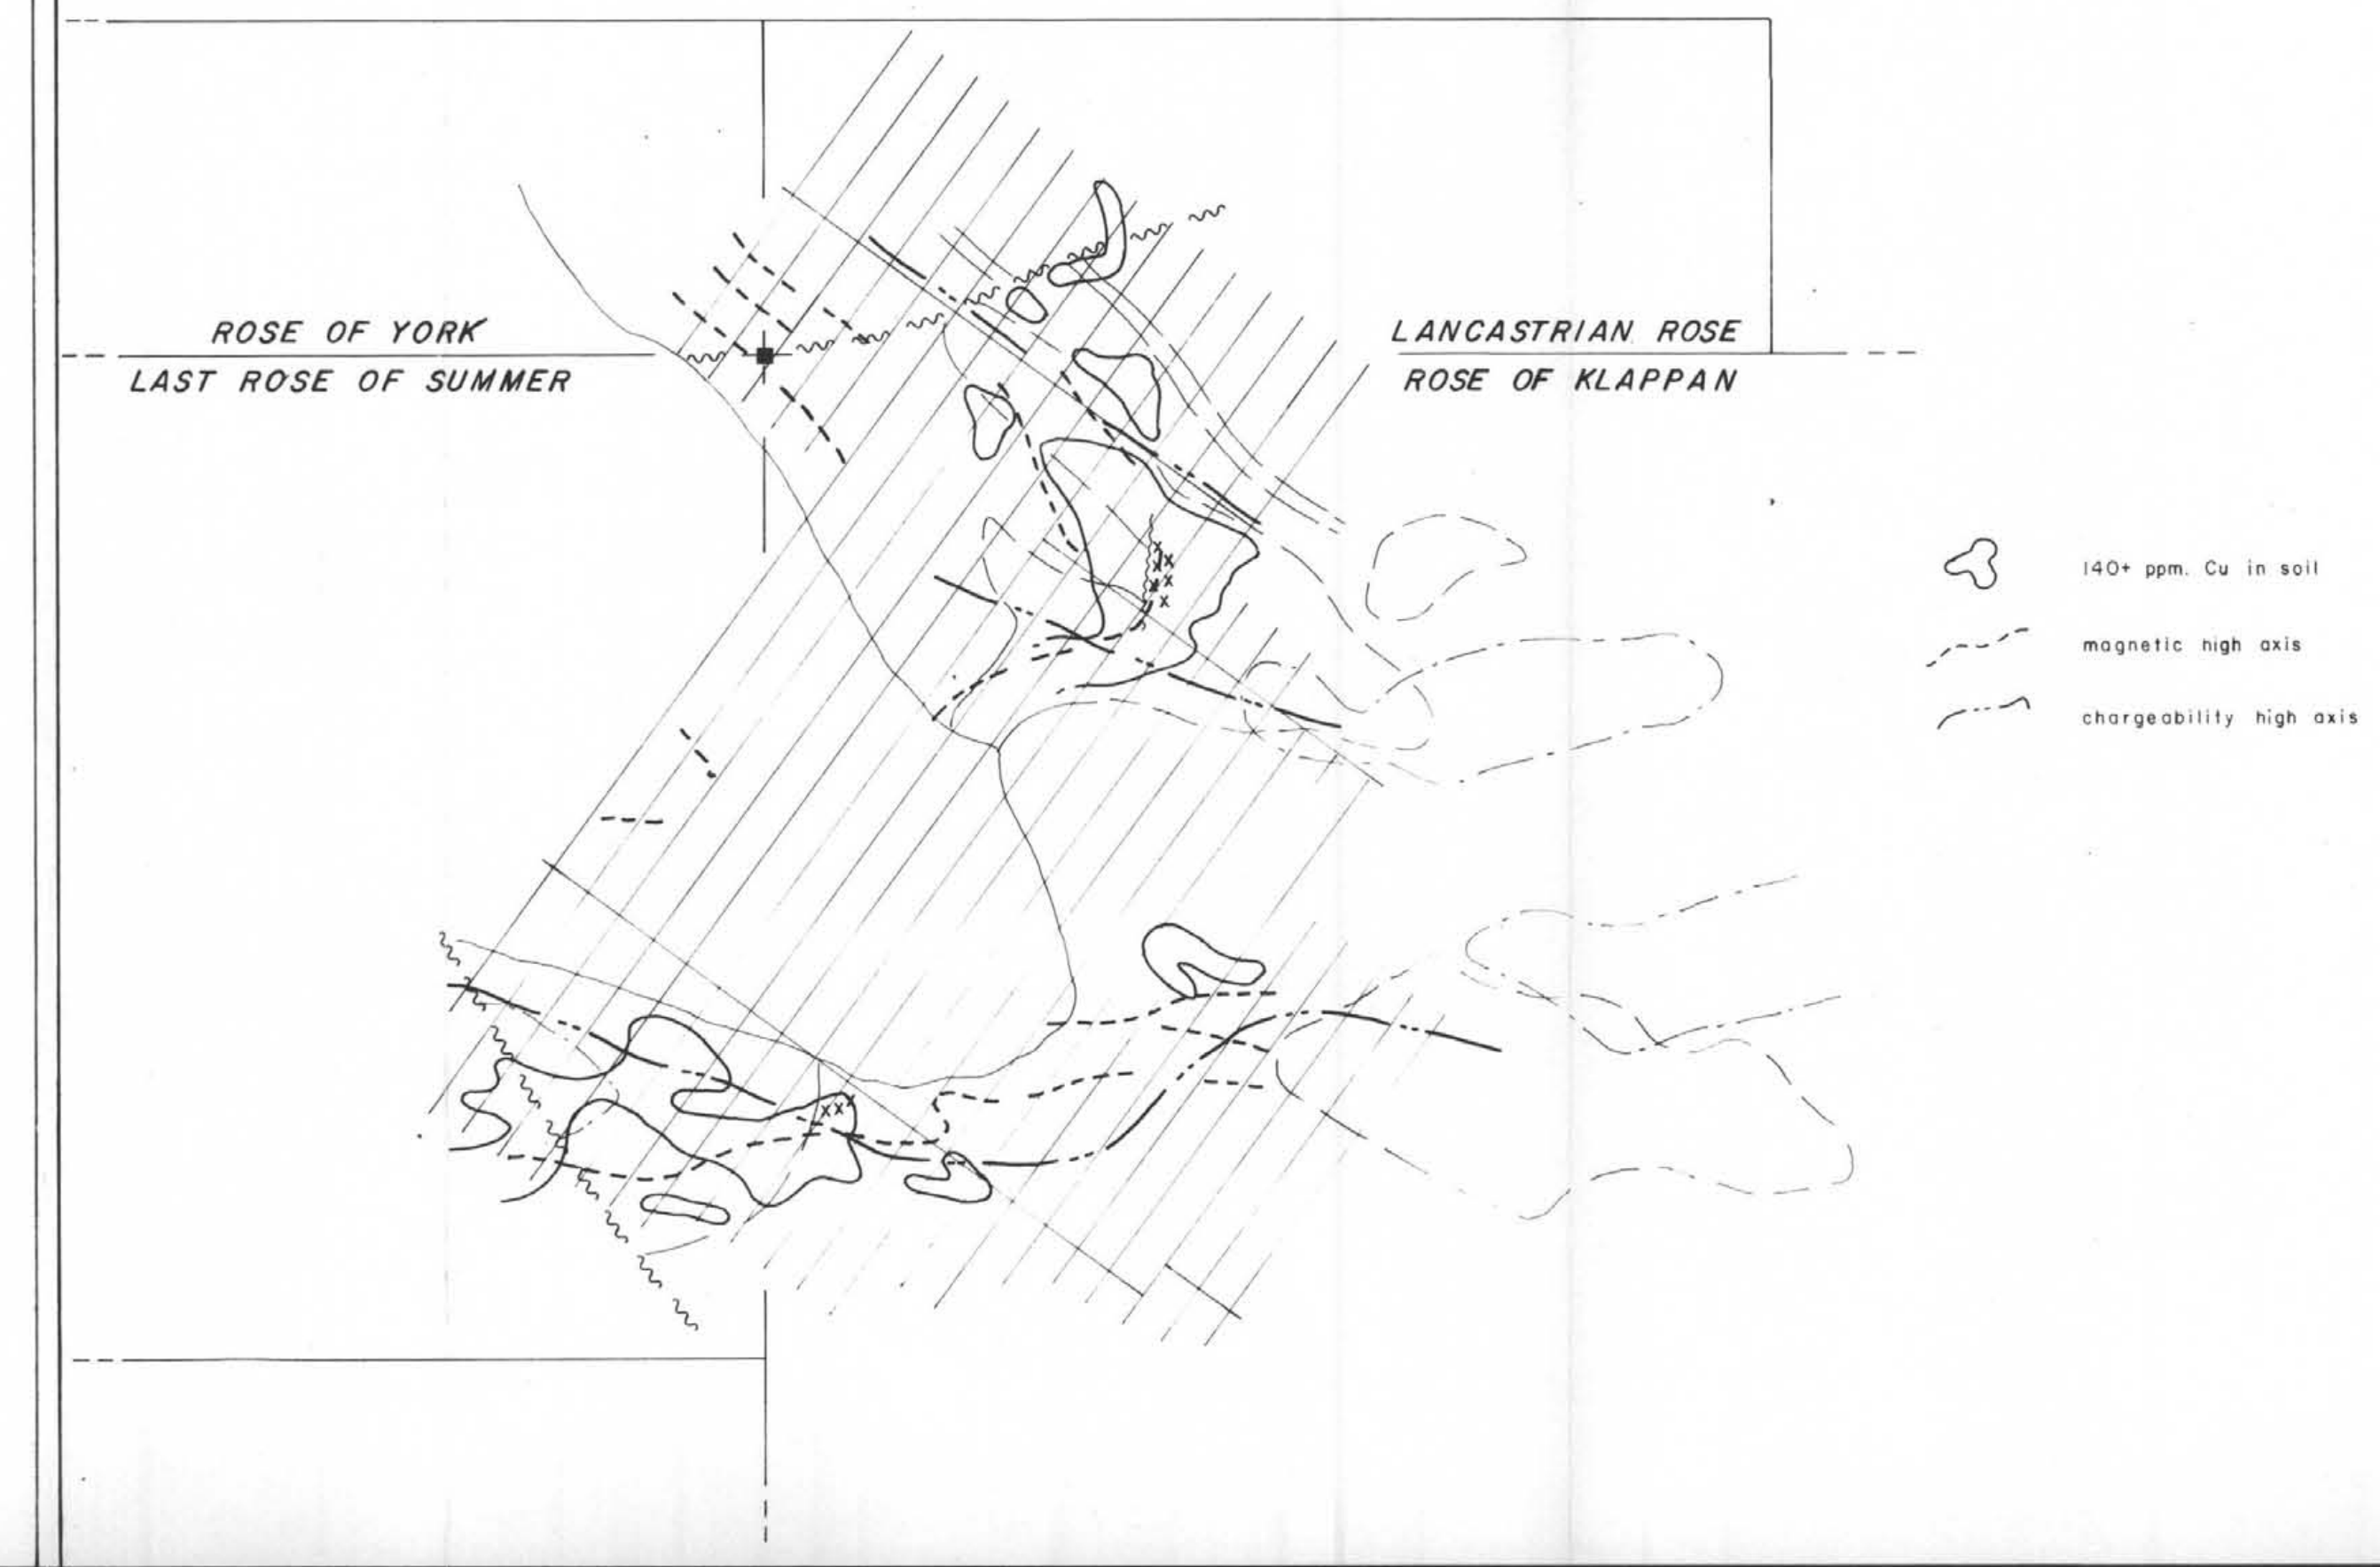 ROSE OF YORK
LAST ROSE OF SUMMER
LANCASTRIAN ROSE
ROSE OF KLAPPAN
140+ ppm. Cu in soil
magnetic high axis
chargeability high axis
x x x x x x x
x x x